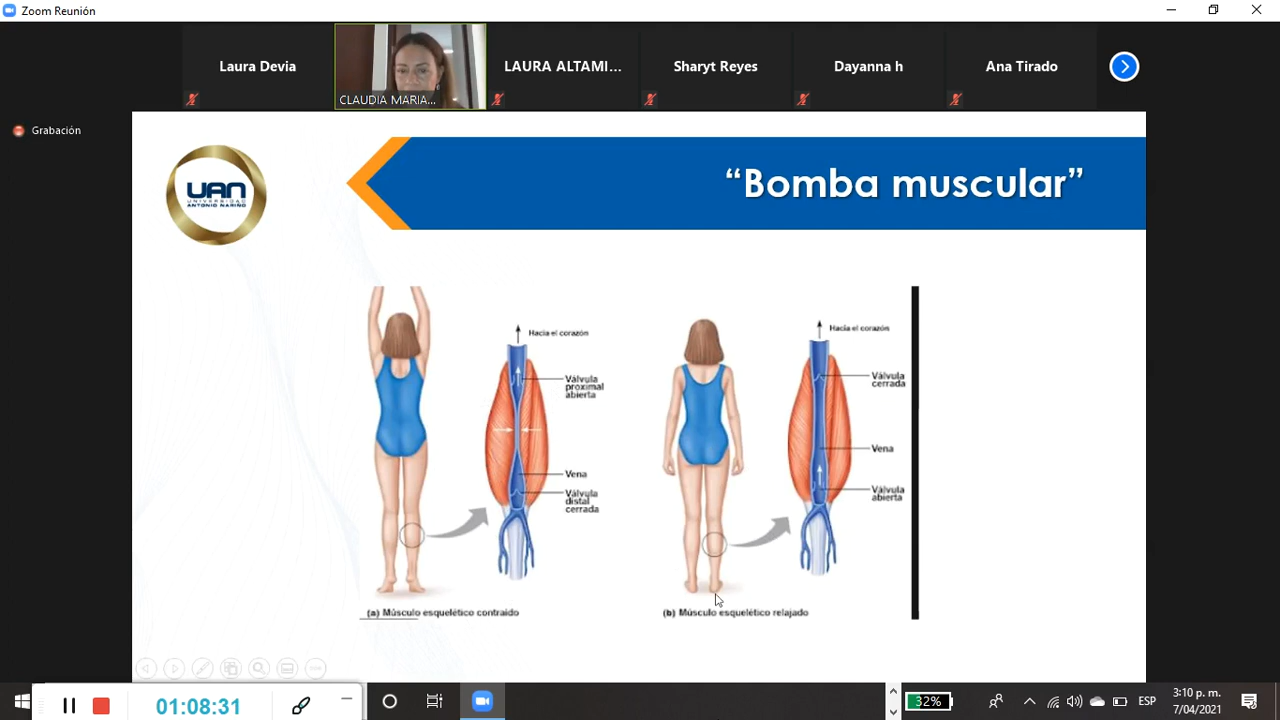 Zoom Reunión
Laura Devia
CLAUDIA MARIA...
LAURA ALTAMI...
Sharyt Reyes
Dayanna h
Ana Tirado
Grabación
UAN
UNIVERSIDAD
ANTONIO NARIÑO
“Bomba muscular”
Hacia el corazón
Válvula
proximal
abierta
Vena
Válvula
distal
cerrada
(a) Músculo esquelético contraído
Hacia el corazón
Válvula
cerrada
Vena
Válvula
abierta
(b) Músculo esquelético relajado
01:08:31
32%
ESP
3:10 p. m.
7/04/2021